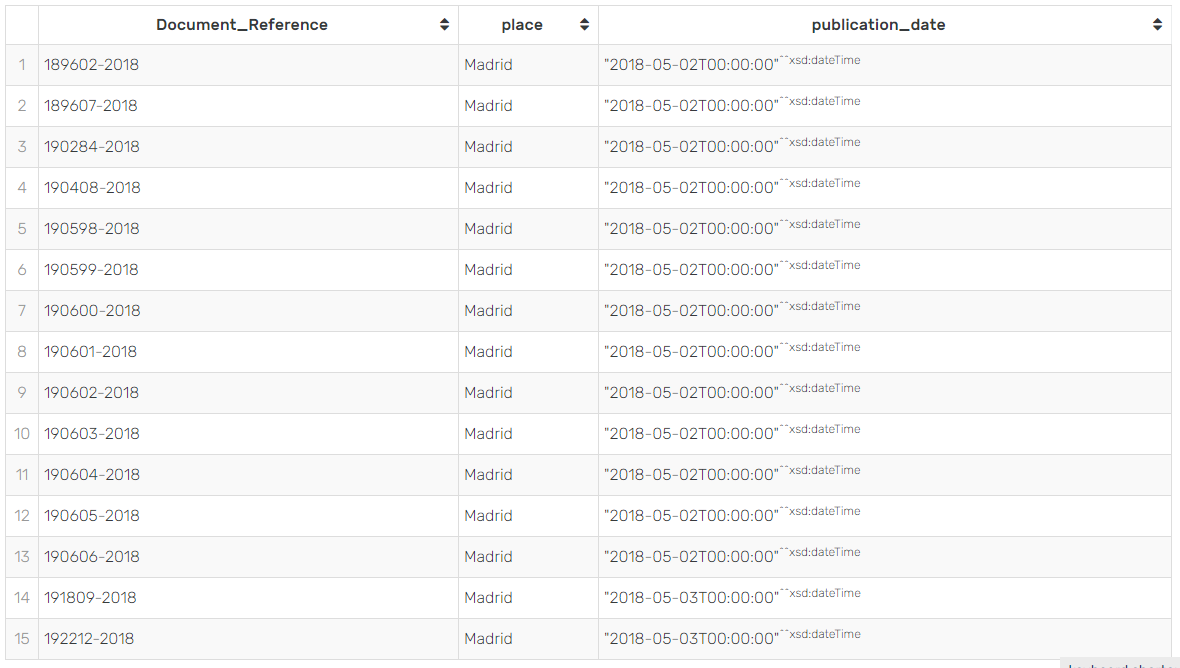 Document_Reference place publication_date
1 189602-2018 Madrid "2018-05-02T00:00:00"^^xsd:dateTime
2 189607-2018 Madrid "2018-05-02T00:00:00"^^xsd:dateTime
3 190284-2018 Madrid "2018-05-02T00:00:00"^^xsd:dateTime
4 190408-2018 Madrid "2018-05-02T00:00:00"^^xsd:dateTime
5 190598-2018 Madrid "2018-05-02T00:00:00"^^xsd:dateTime
6 190599-2018 Madrid "2018-05-02T00:00:00"^^xsd:dateTime
7 190600-2018 Madrid "2018-05-02T00:00:00"^^xsd:dateTime
8 190601-2018 Madrid "2018-05-02T00:00:00"^^xsd:dateTime
9 190602-2018 Madrid "2018-05-02T00:00:00"^^xsd:dateTime
10 190603-2018 Madrid "2018-05-02T00:00:00"^^xsd:dateTime
11 190604-2018 Madrid "2018-05-02T00:00:00"^^xsd:dateTime
12 190605-2018 Madrid "2018-05-02T00:00:00"^^xsd:dateTime
13 190606-2018 Madrid "2018-05-02T00:00:00"^^xsd:dateTime
14 191809-2018 Madrid "2018-05-03T00:00:00"^^xsd:dateTime
15 192212-2018 Madrid "2018-05-03T00:00:00"^^xsd:dateTime